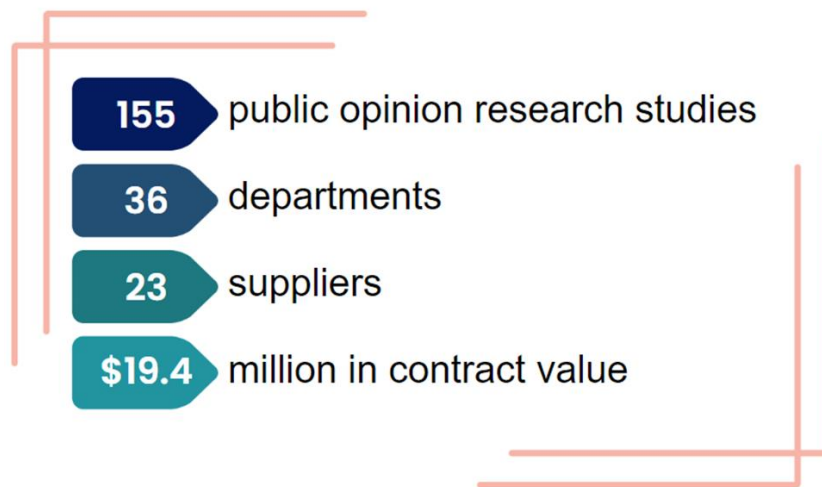 155 public opinion research studies
36 departments
23 suppliers
$19.4 million in contract value